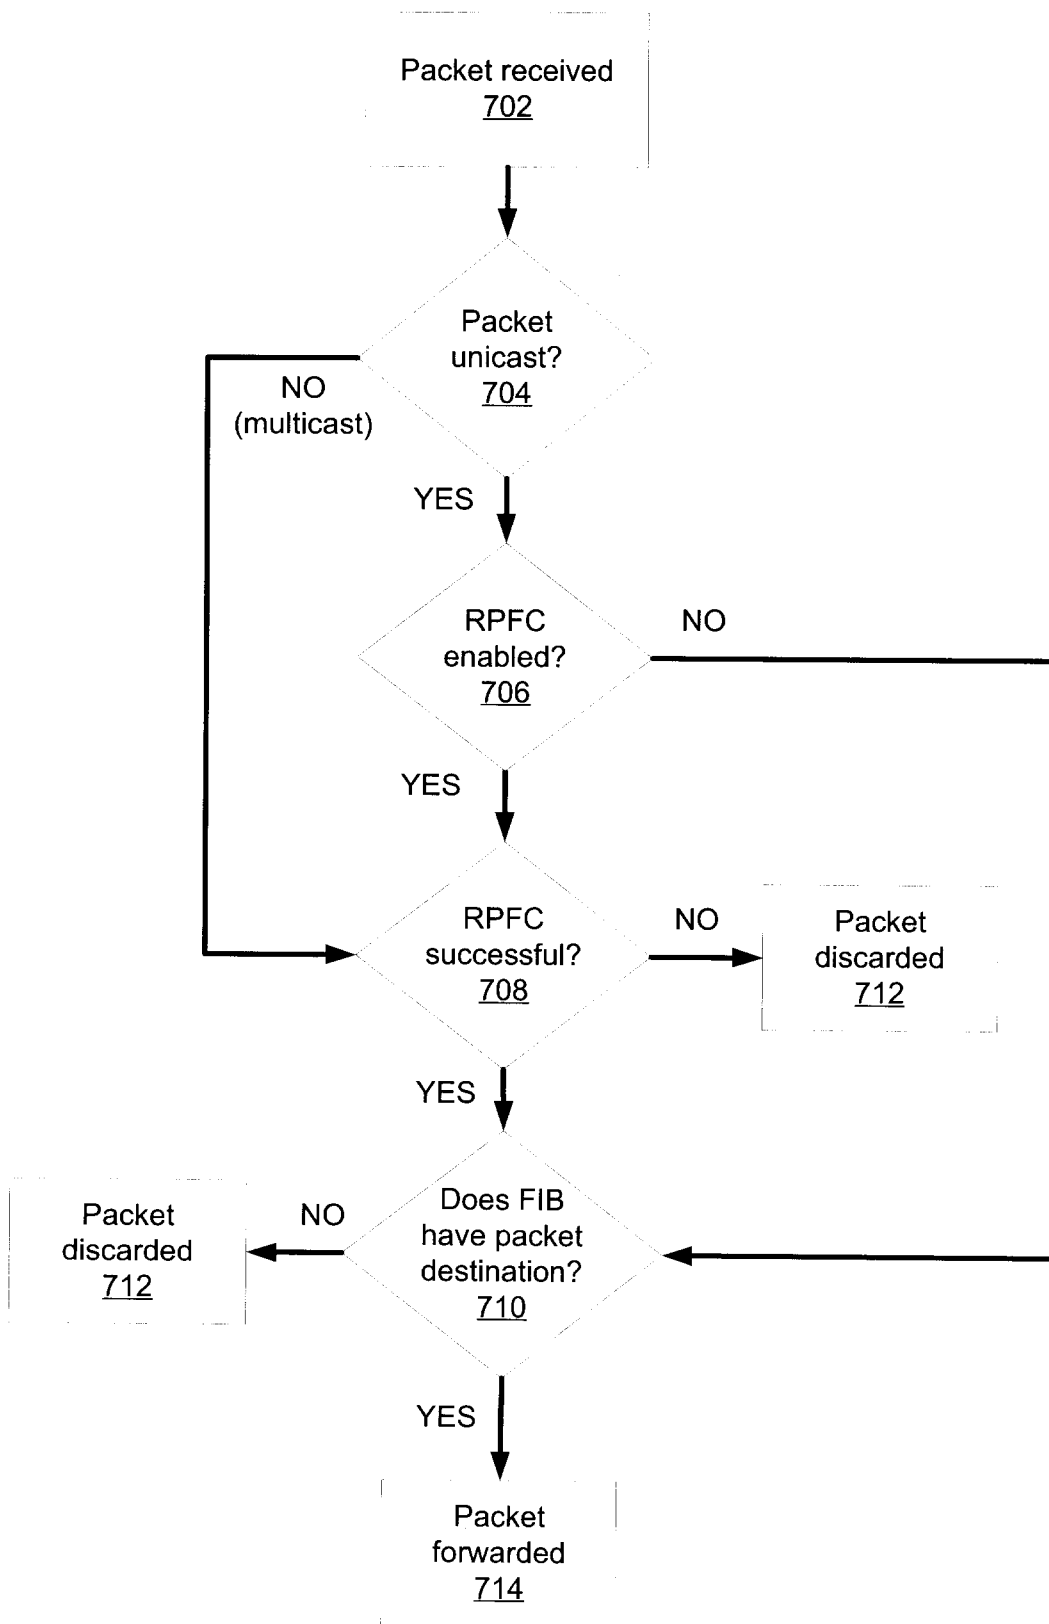 Packet received
702
Packet
unicast?
704
NO
(multicast)
YES
RPFC
enabled?
706
NO
YES
RPFC
successful?
708
NO
Packet
discarded
712
YES
Does FIB
have packet
destination?
710
NO
Packet
discarded
712
YES
Packet
forwarded
714